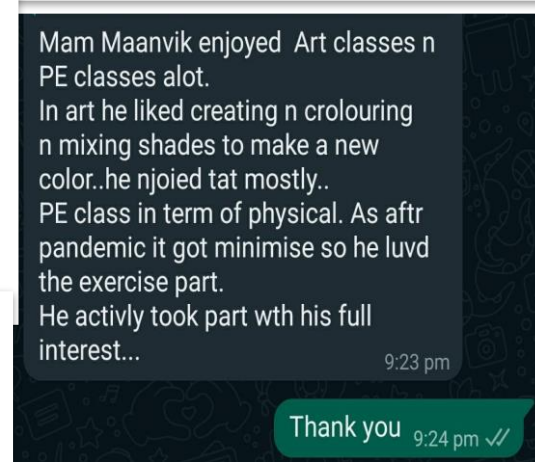 Mam Maanvik enjoyed Art classes n
PE classes alot.
In art he liked creating n crolouring
n mixing shades to make a new
color..he njoied tat mostly..
PE class in term of physical. As aftr
pandemic it got minimise so he luvd
the exercise part.
He activly took part wth his full
interest...
9:23 pm
Thank you 9:24 pm